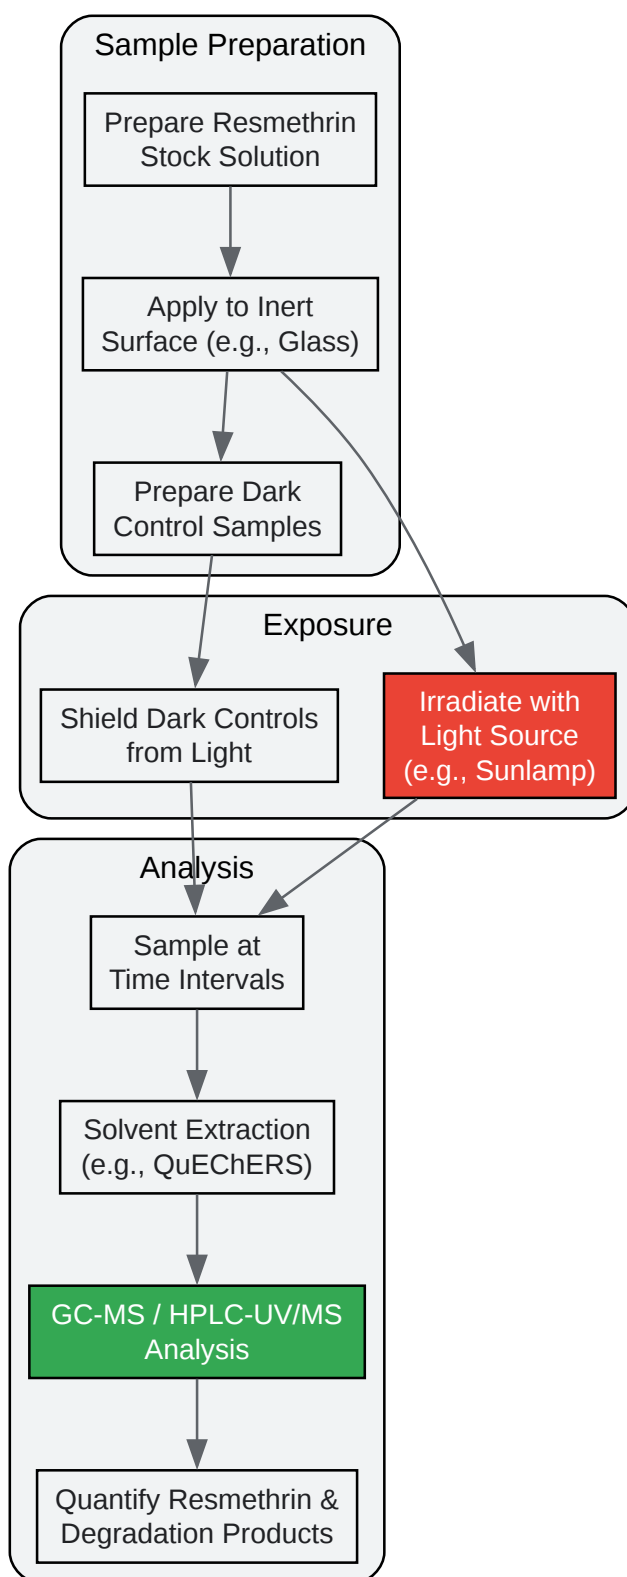 Sample Preparation
Prepare Resmethrin
Stock Solution
Apply to Inert
Surface (e.g., Glass)
Prepare Dark
Control Samples
Exposure
Shield Dark Controls
from Light
Irradiate with
Light Source
(e.g., Sunlamp)
Analysis
Sample at
Time Intervals
Solvent Extraction
(e.g., QuEChERS)
GC-MS / HPLC-UV/MS
Analysis
Quantify Resmethrin &
Degradation Products